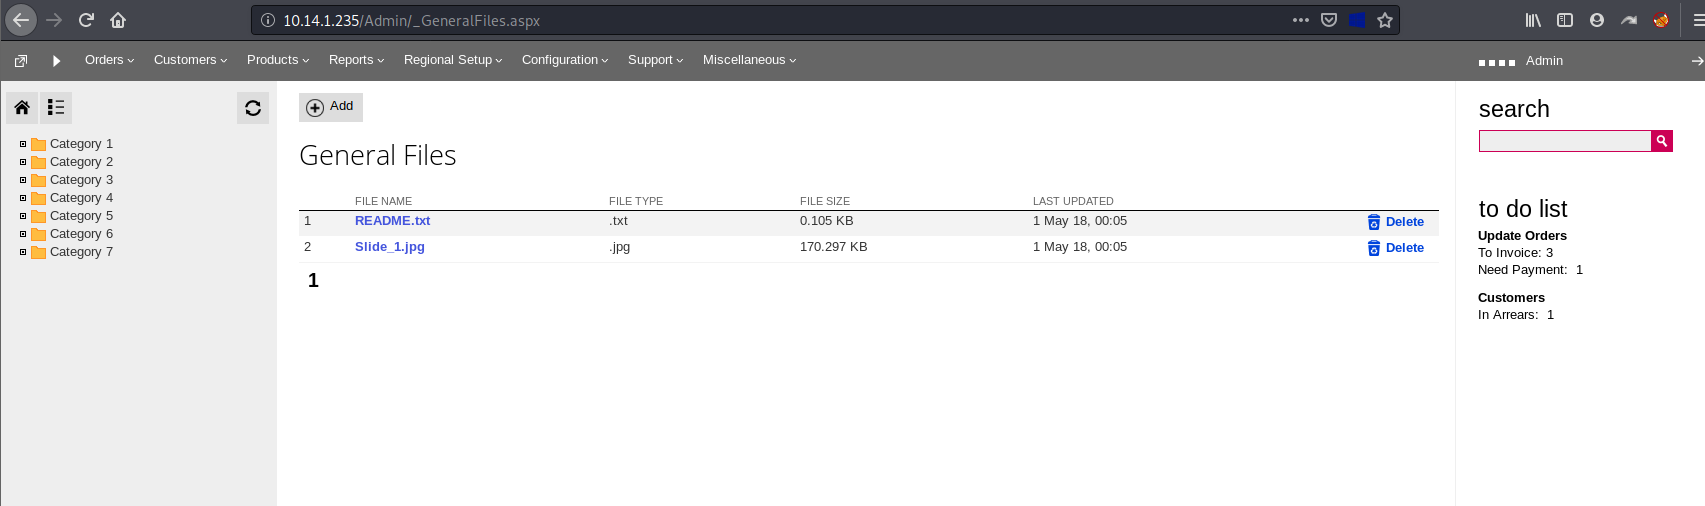 10.14.1.235/Admin/_GeneralFiles.aspx
Orders Customers Products Reports Regional Setup Configuration Support Miscellaneous Admin
Category 1
Category 2
Category 3
Category 4
Category 5
Category 6
Category 7
Add
General Files
FILE NAME FILE TYPE FILE SIZE LAST UPDATED
1 README.txt .txt 0.105 KB 1 May 18, 00:05 Delete
2 Slide_1.jpg .jpg 170.297 KB 1 May 18, 00:05 Delete
1
search
to do list
Update Orders
To Invoice: 3
Need Payment: 1
Customers
In Arrears: 1